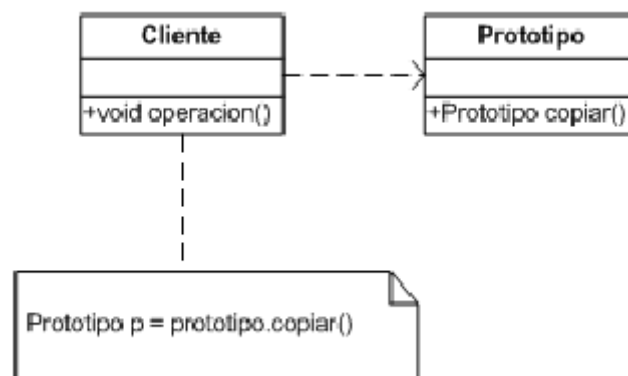 Cliente
Prototipo
+void operacion()
+Prototipo copiar()
Prototipo p = prototipo.copiar()